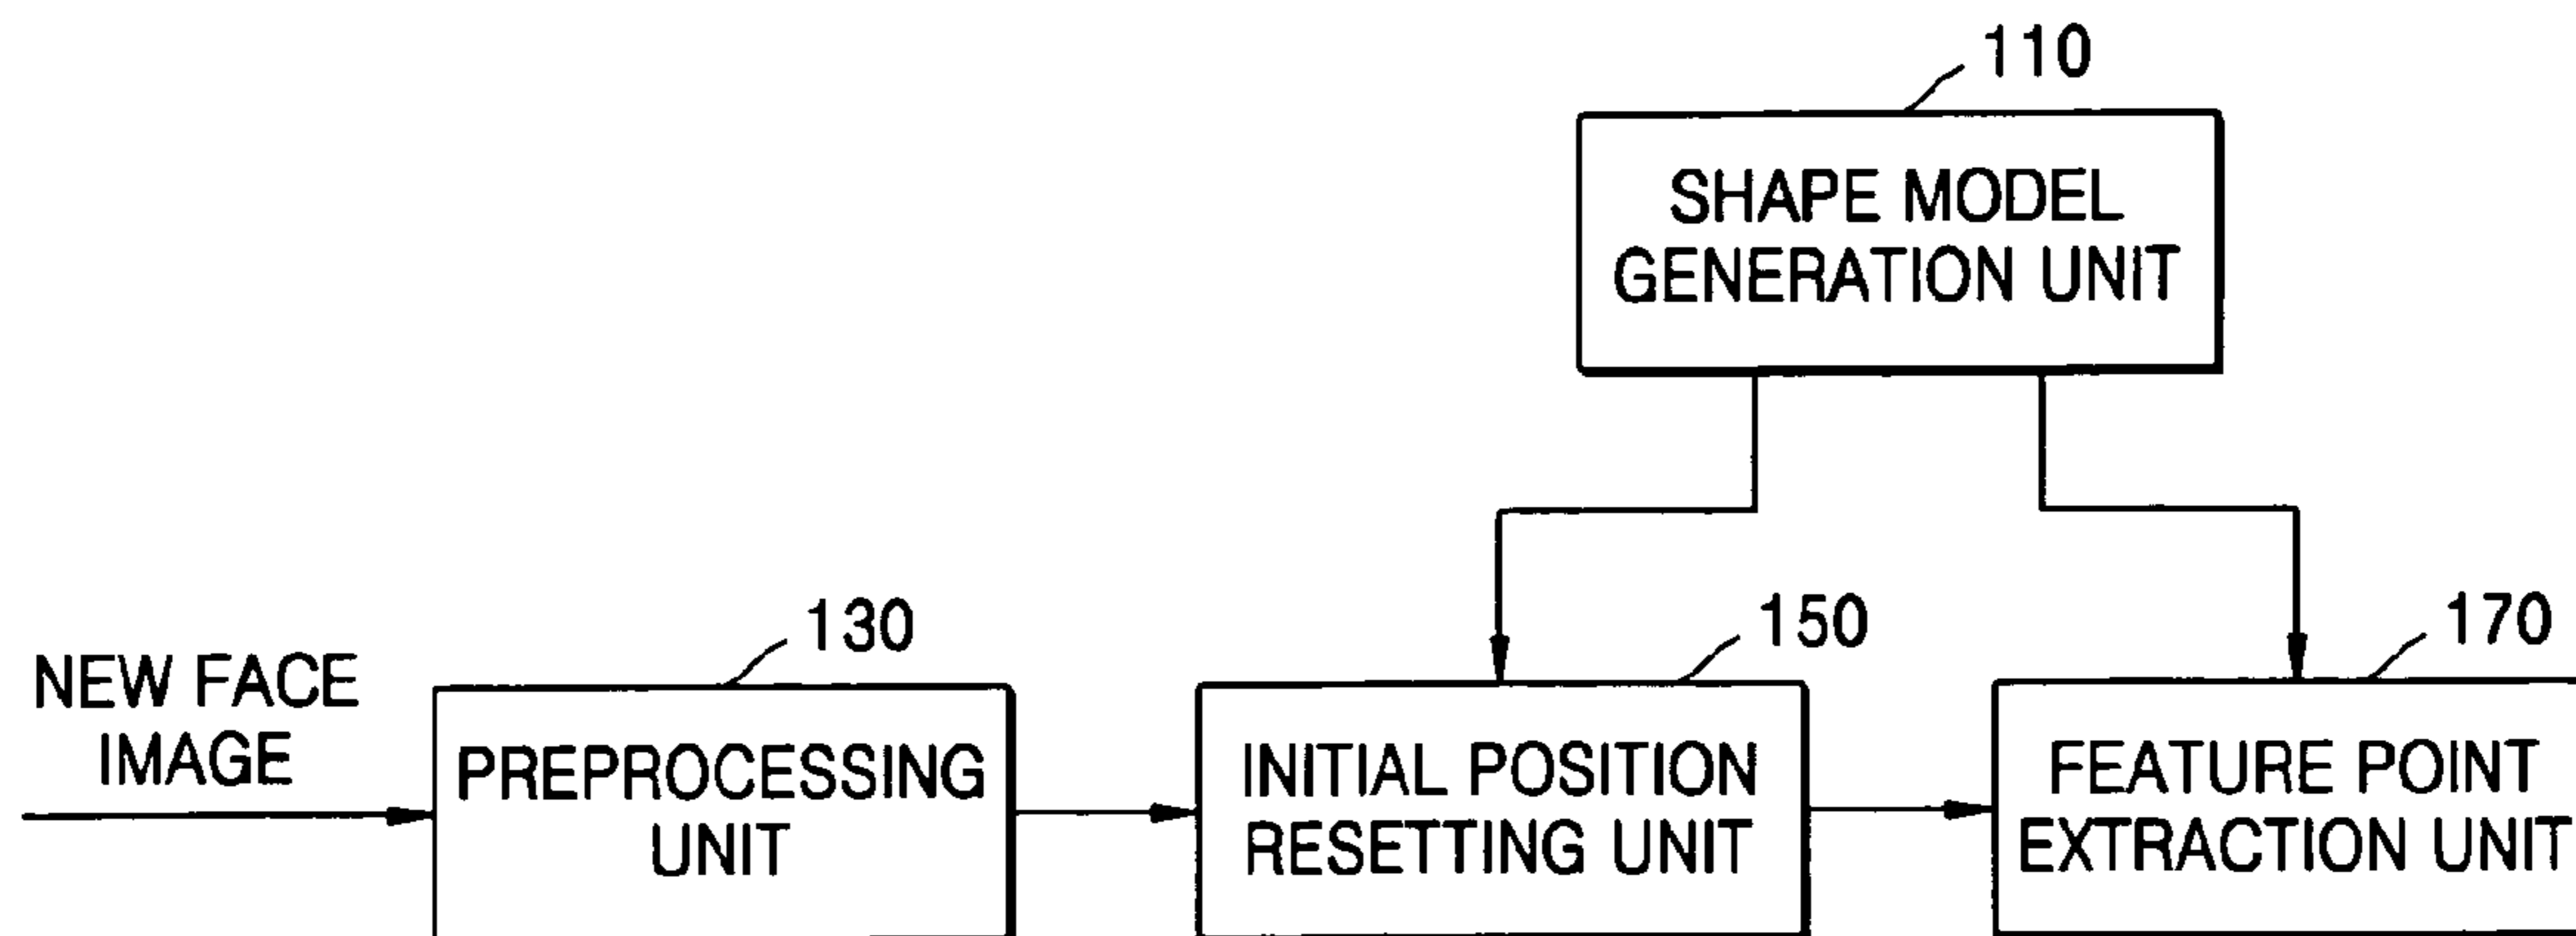 110
SHAPE MODEL
GENERATION UNIT
130
150
170
NEW FACE
IMAGE
PREPROCESSING
UNIT
INITIAL POSITION
RESETTING UNIT
FEATURE POINT
EXTRACTION UNIT